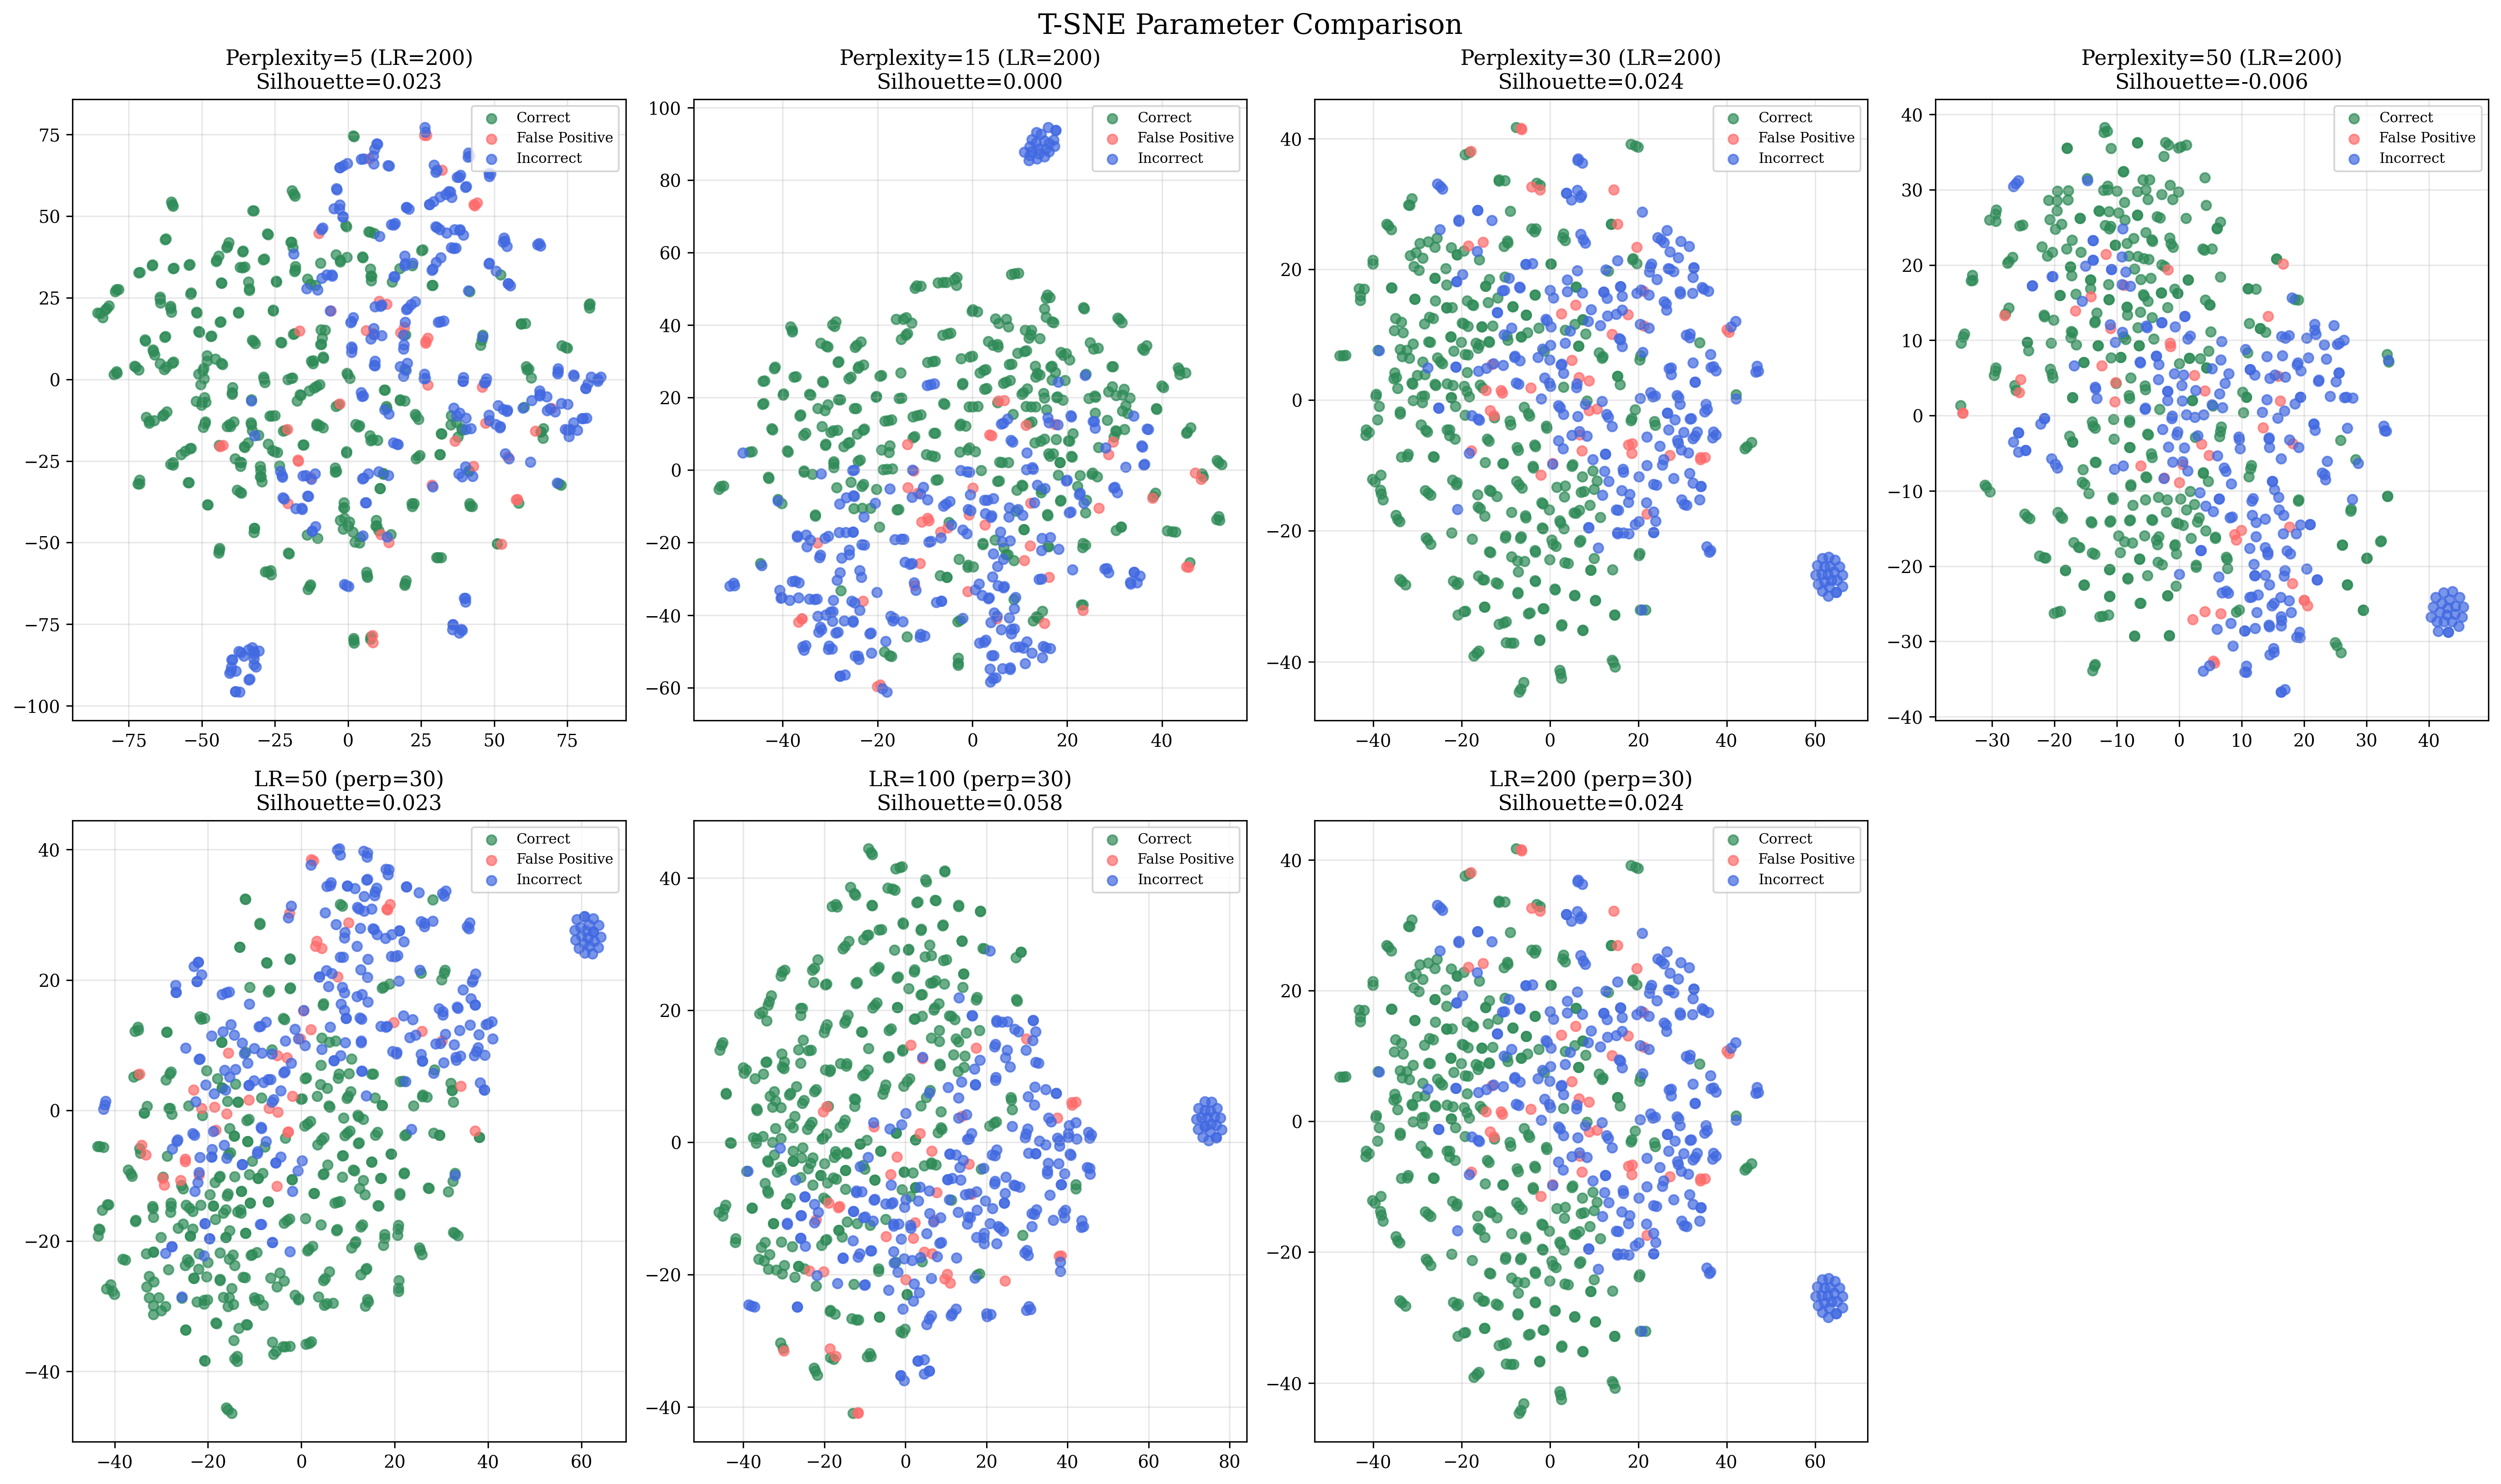 T-SNE Parameter Comparison
Perplexity=5 (LR=200)
Silhouette=0.023
Correct
False Positive
Incorrect
75
50
25
0
−25
−50
−75
−100
−75
−50
−25
0
25
50
75
Perplexity=15 (LR=200)
Silhouette=0.000
Correct
False Positive
Incorrect
100
80
60
40
20
0
−20
−40
−60
−40
−20
0
20
40
Perplexity=30 (LR=200)
Silhouette=0.024
Correct
False Positive
Incorrect
40
20
0
−20
−40
−40
−20
0
20
40
60
Perplexity=50 (LR=200)
Silhouette=-0.006
Correct
False Positive
Incorrect
40
30
20
10
0
−10
−20
−30
−40
−30
−20
−10
0
10
20
30
40
LR=50 (perp=30)
Silhouette=0.023
Correct
False Positive
Incorrect
40
20
0
−20
−40
−40
−20
0
20
40
60
LR=100 (perp=30)
Silhouette=0.058
Correct
False Positive
Incorrect
40
20
0
−20
−40
−40
−20
0
20
40
60
80
LR=200 (perp=30)
Silhouette=0.024
Correct
False Positive
Incorrect
40
20
0
−20
−40
−40
−20
0
20
40
60